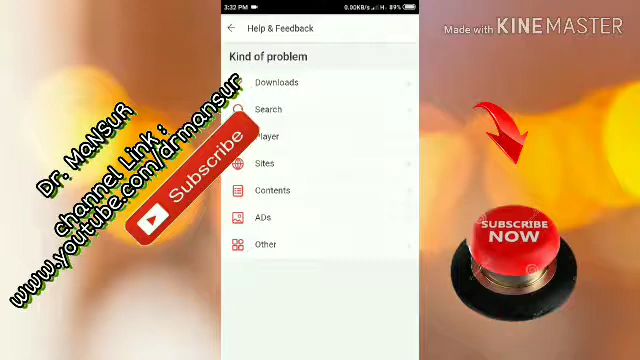 3:32 PM
0.00KB/s H 89%
Made with KINEMASTER
Help & Feedback
Kind of problem
Downloads
Search
Player
Sites
Contents
ADs
Other
Dr. MaNSuR
channel Link :
www.youtube.com/drmansur
Subscribe
SUBSCRIBE
NOW